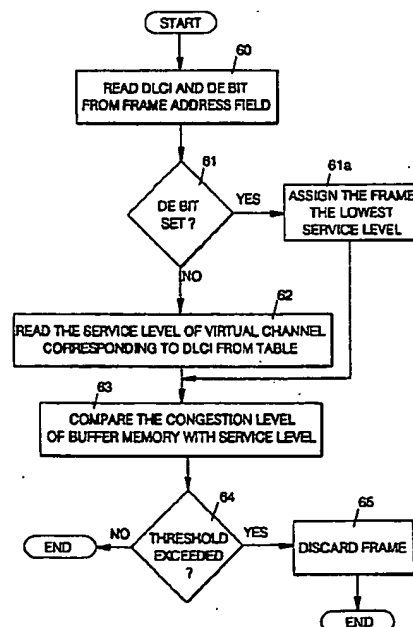 START
60
READ DLCI AND DE BIT
FROM FRAME ADDRESS FIELD
61
DE BIT
SET ?
YES
61a
ASSIGN THE FRAME
THE LOWEST
SERVICE LEVEL
NO
62
READ THE SERVICE LEVEL OF VIRTUAL CHANNEL
CORRESPONDING TO DLCI FROM TABLE
63
COMPARE THE CONGESTION LEVEL
OF BUFFER MEMORY WITH SERVICE LEVEL
64
THRESHOLD
EXCEEDED
?
NO
END
YES
65
DISCARD FRAME
END